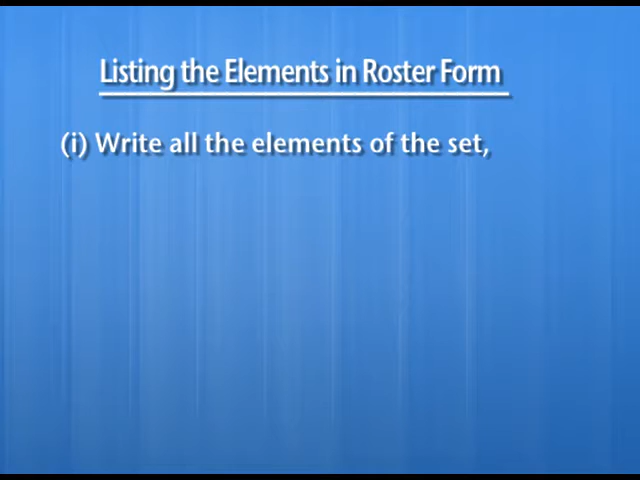 Listing the Elements in Roster Form
(i) Write all the elements of the set,